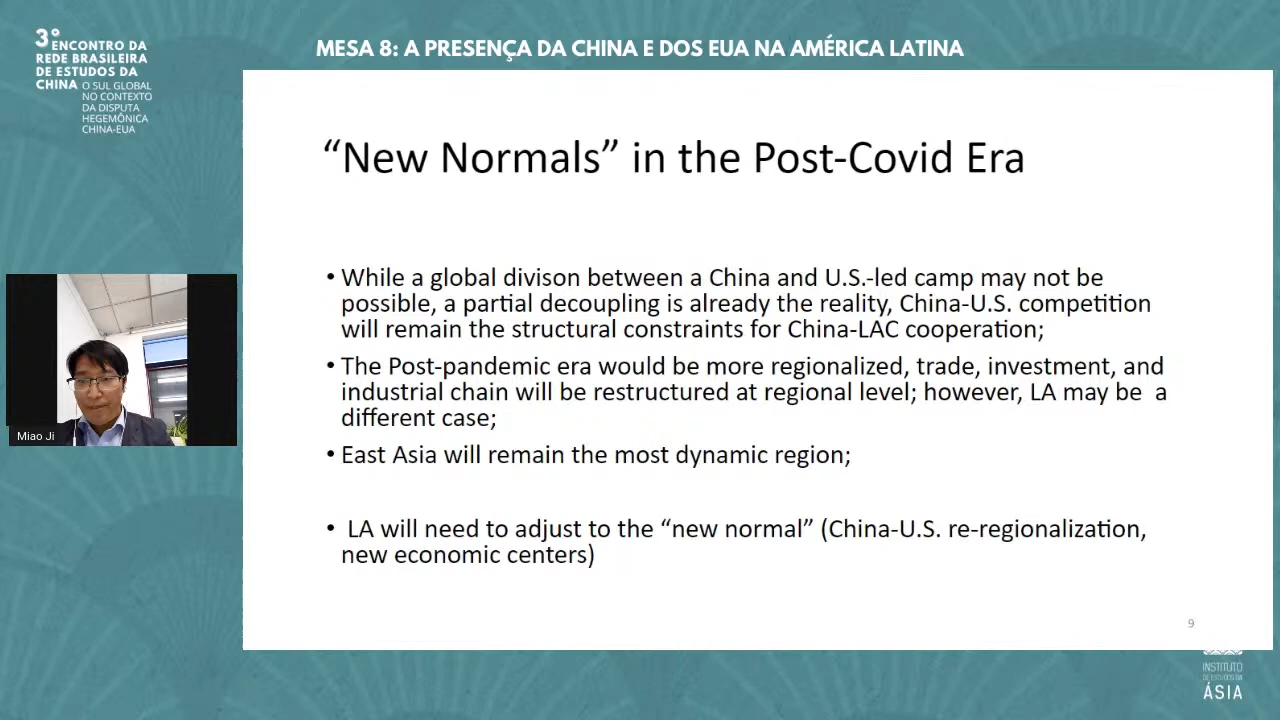 3º ENCONTRO DA
REDE BRASILEIRA
DE ESTUDOS DA
CHINA O SUL GLOBAL
NO CONTEXTO
DA DISPUTA
HEGEMÔNICA
CHINA-EUA
MESA 8: A PRESENÇA DA CHINA E DOS EUA NA AMÉRICA LATINA
“New Normals” in the Post-Covid Era
• While a global divison between a China and U.S.-led camp may not be
possible, a partial decoupling is already the reality, China-U.S. competition
will remain the structural constraints for China-LAC cooperation;
• The Post-pandemic era would be more regionalized, trade, investment, and
industrial chain will be restructured at regional level; however, LA may be a
different case;
• East Asia will remain the most dynamic region;
• LA will need to adjust to the “new normal” (China-U.S. re-regionalization,
new economic centers)
9
Miao Ji
INSTITUTO
DE ESTUDOS DA
ÁSIA